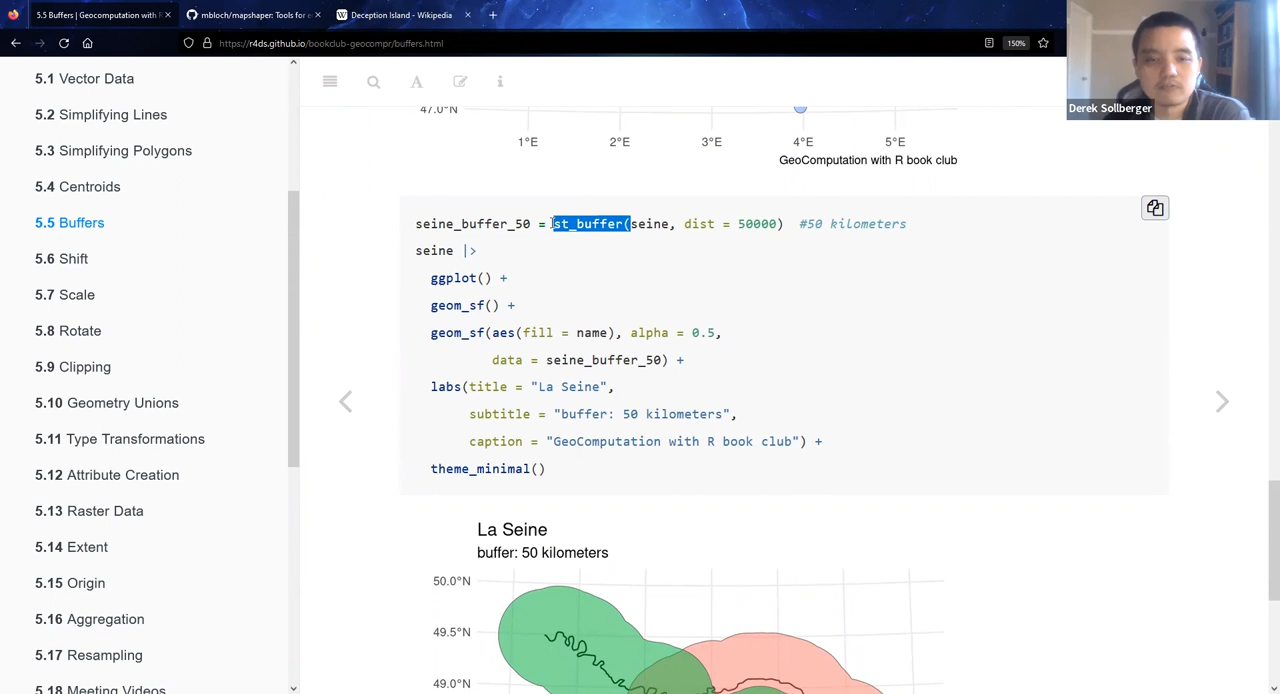 5.5 Buffers | Geocomputation with R
mbloch/mapshaper: Tools for e
Deception Island - Wikipedia
https://r4ds.github.io/bookclub-geocompr/buffers.html
150%
Derek Sollberger
5.1 Vector Data
5.2 Simplifying Lines
5.3 Simplifying Polygons
5.4 Centroids
5.5 Buffers
5.6 Shift
5.7 Scale
5.8 Rotate
5.9 Clipping
5.10 Geometry Unions
5.11 Type Transformations
5.12 Attribute Creation
5.13 Raster Data
5.14 Extent
5.15 Origin
5.16 Aggregation
5.17 Resampling
5.18 Meeting Videos
47.0°N
1°E 2°E 3°E 4°E 5°E
GeoComputation with R book club
seine_buffer_50 = st_buffer(seine, dist = 50000) #50 kilometers
seine |>
ggplot() +
geom_sf() +
geom_sf(aes(fill = name), alpha = 0.5,
data = seine_buffer_50) +
labs(title = "La Seine",
subtitle = "buffer: 50 kilometers",
caption = "GeoComputation with R book club") +
theme_minimal()
La Seine
buffer: 50 kilometers
50.0°N
49.5°N
49.0°N